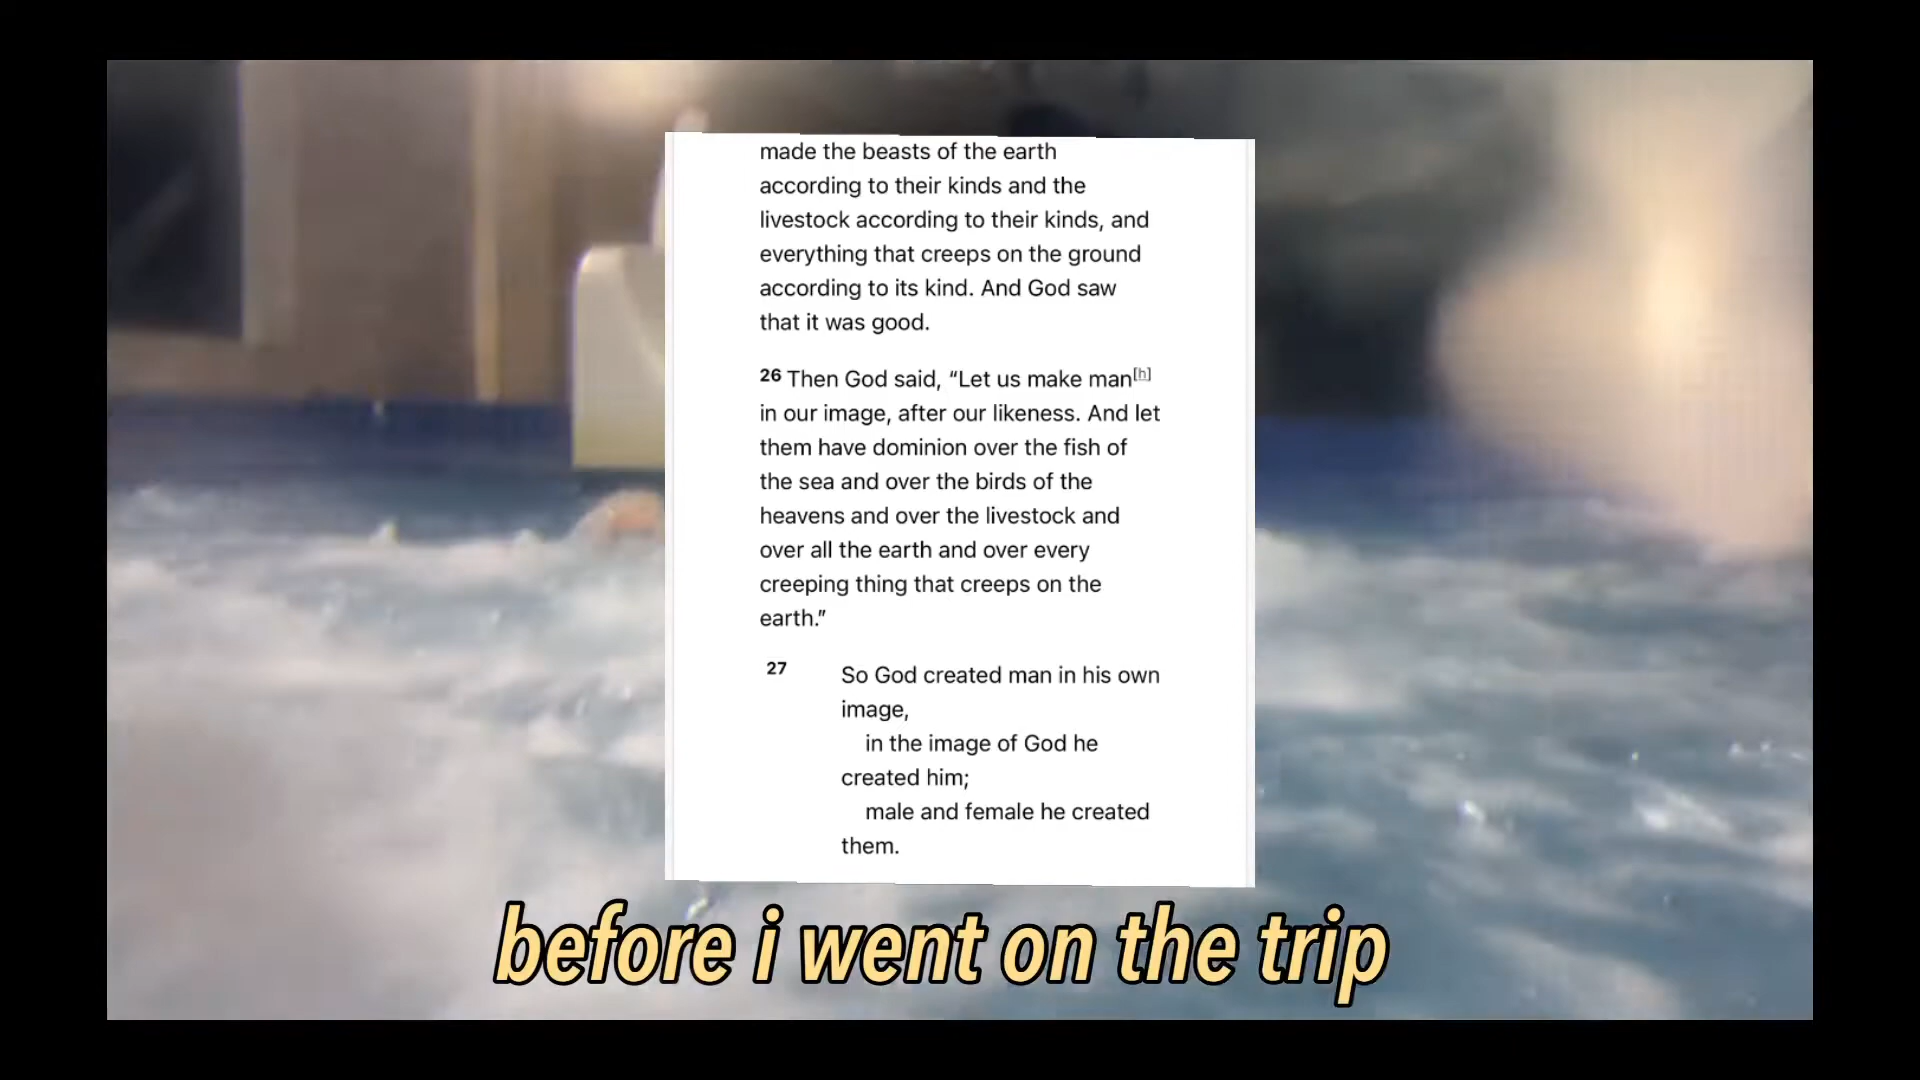 made the beasts of the earth
according to their kinds and the
livestock according to their kinds, and
everything that creeps on the ground
according to its kind. And God saw
that it was good.
26 Then God said, “Let us make man[h]
in our image, after our likeness. And let
them have dominion over the fish of
the sea and over the birds of the
heavens and over the livestock and
over all the earth and over every
creeping thing that creeps on the
earth.”
27 So God created man in his own
image,
in the image of God he
created him;
male and female he created
them.
before i went on the trip